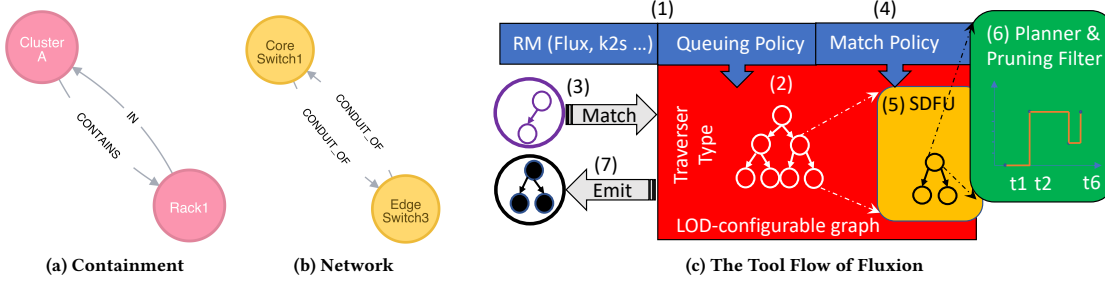 Cluster
A
CONTAINS
IN
Rack1
(a) Containment
Core
Switch1
CONDUIT_OF
CONDUIT_OF
Edge
Switch3
(b) Network
(1)
(4)
RM (Flux, k2s ...)
Queuing Policy
Match Policy
(6) Planner &
Pruning Filter
(3)
Match
(2)
(5) SDFU
Traverser
Type
(7)
Emit
t1 t2 t6
LOD-configurable graph
(c) The Tool Flow of Fluxion